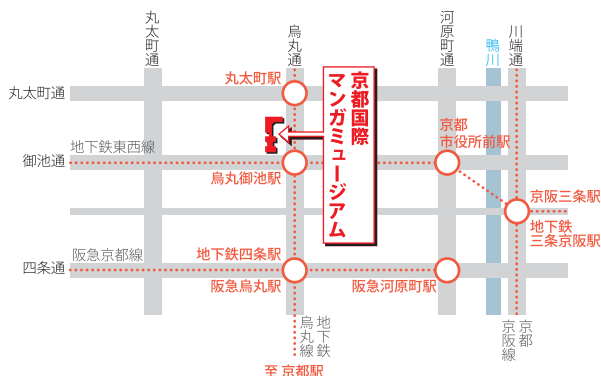 丸太町通
烏丸通
河原町通
鴨川
川端通
丸太町駅
丸太町通
京都国際
マンガミュージアム
京都
市役所前駅
地下鉄東西線
御池通
烏丸御池駅
京阪三条駅
地下鉄
三条京阪駅
阪急京都線
地下鉄四条駅
四条通
阪急烏丸駅
阪急河原町駅
地下鉄
烏丸線
京都
京阪線
至 京都駅